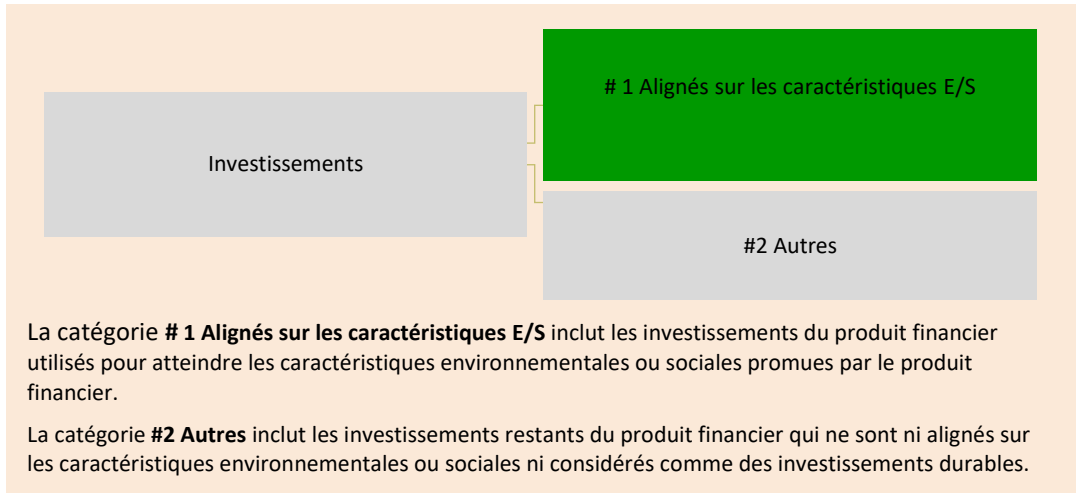 # 1 Alignés sur les caractéristiques E/S
Investissements
#2 Autres
La catégorie # 1 Alignés sur les caractéristiques E/S inclut les investissements du produit financier
utilisés pour atteindre les caractéristiques environnementales ou sociales promues par le produit
financier.
La catégorie #2 Autres inclut les investissements restants du produit financier qui ne sont ni alignés sur
les caractéristiques environnementales ou sociales ni considérés comme des investissements durables.